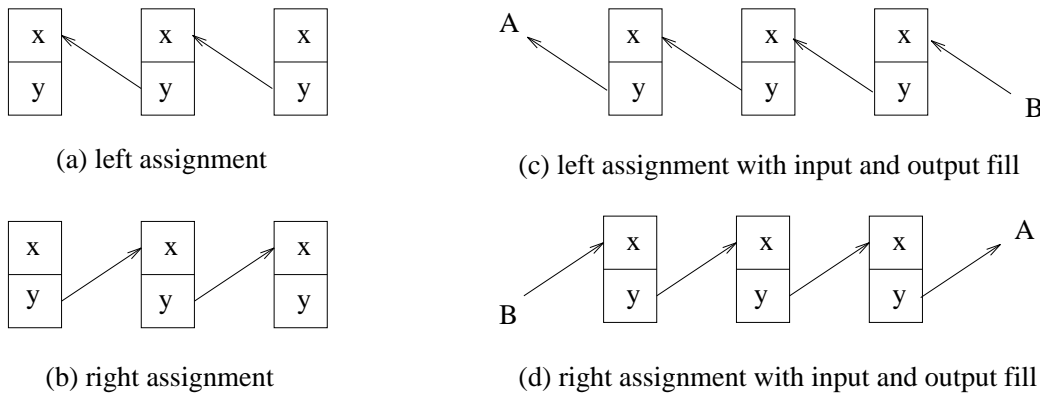 x x x
y y y
(a) left assignment
A x x x
y y y B
(c) left assignment with input and output fill
x x x
y y y
(b) right assignment
x x x A
B y y y
(d) right assignment with input and output fill